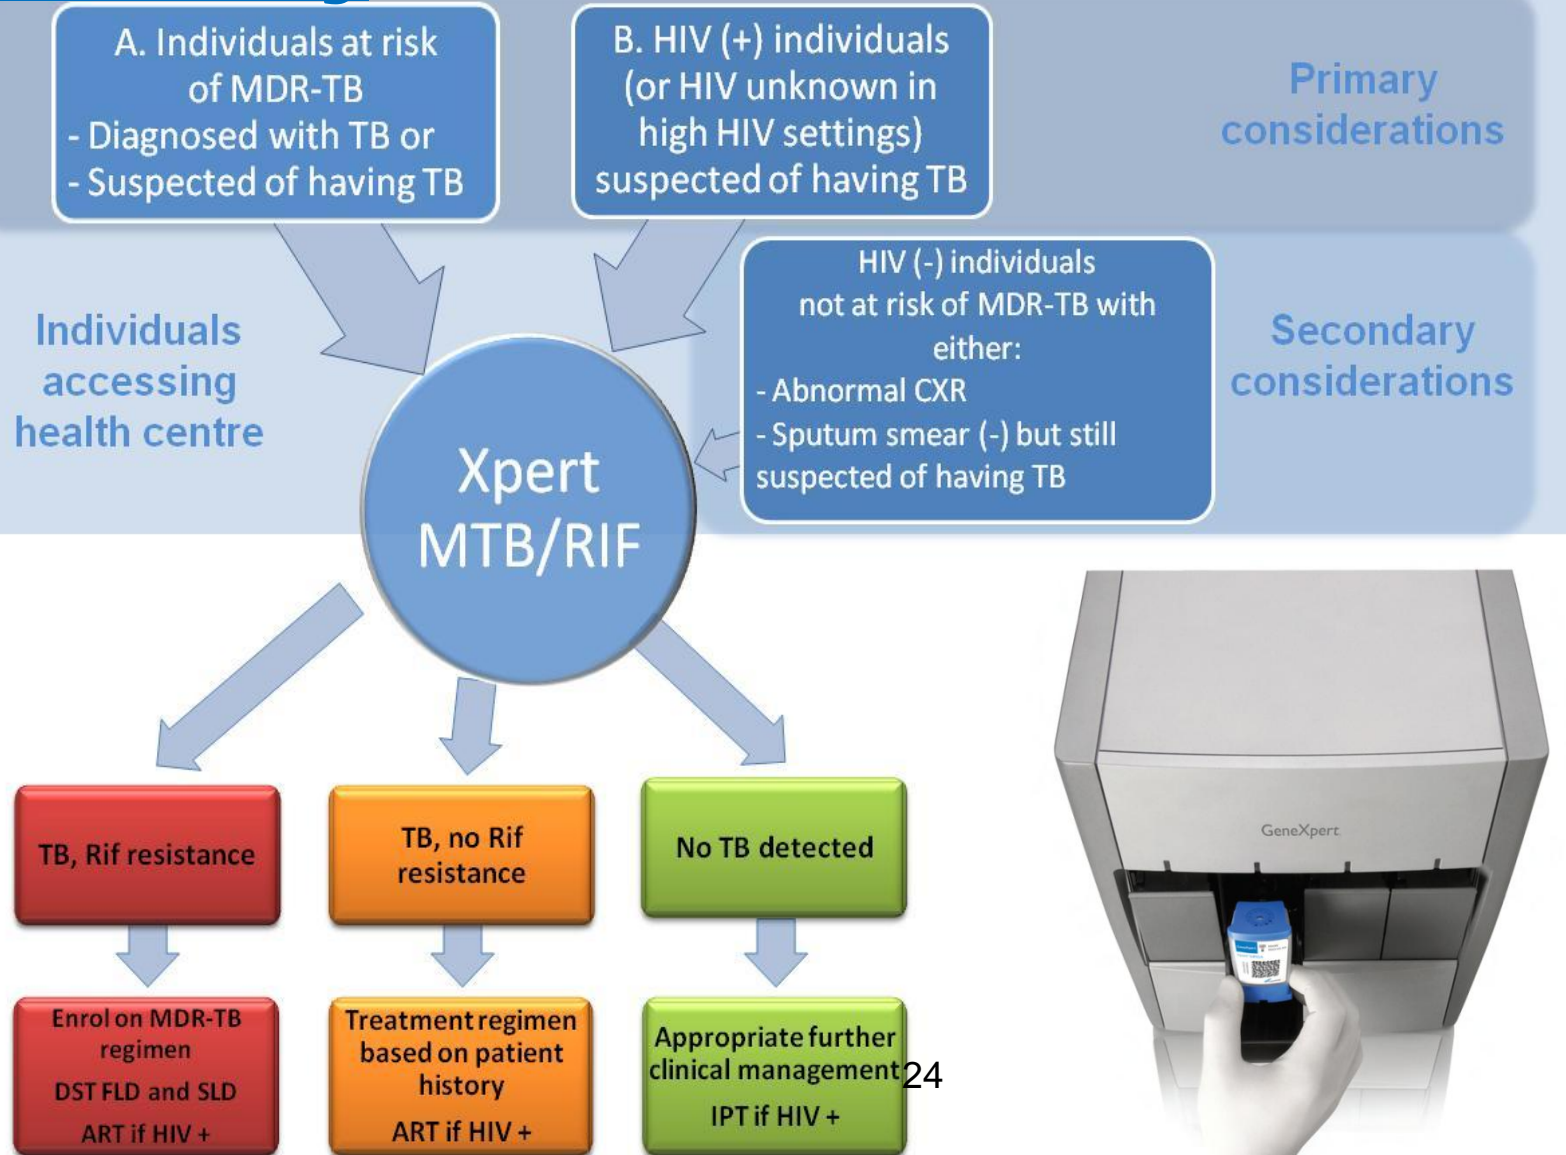 A. Individuals at risk
of MDR-TB
- Diagnosed with TB or
- Suspected of having TB
B. HIV (+) individuals
(or HIV unknown in
high HIV settings)
suspected of having TB
Primary
considerations
Individuals
accessing
health centre
HIV (-) individuals
not at risk of MDR-TB with
either:
- Abnormal CXR
- Sputum smear (-) but still
suspected of having TB
Secondary
considerations
Xpert
MTB/RIF
TB, Rif resistance
TB, no Rif
resistance
No TB detected
Enrol on MDR-TB
regimen
DST FLD and SLD
ART if HIV +
Treatment regimen
based on patient
history
ART if HIV +
Appropriate further
clinical management
IPT if HIV +
24
GeneXpert